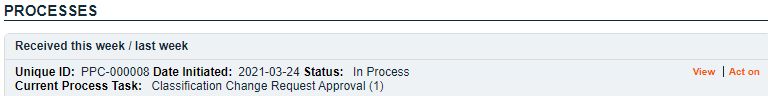 PROCESSES
Received this week / last week
Unique ID: PPC-000008 Date Initiated: 2021-03-24 Status: In Process View | Act on
Current Process Task: Classification Change Request Approval (1)